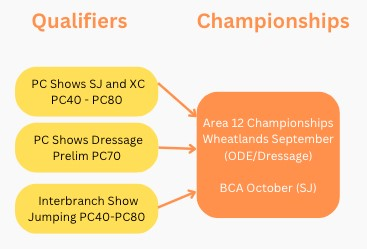 Qualifiers
Championships
PC Shows SJ and XC
PC40 - PC80
PC Shows Dressage
Prelim PC70
Interbranch Show
Jumping PC40-PC80
Area 12 Championships
Wheatlands September
(ODE/Dressage)
BCA October (SJ)